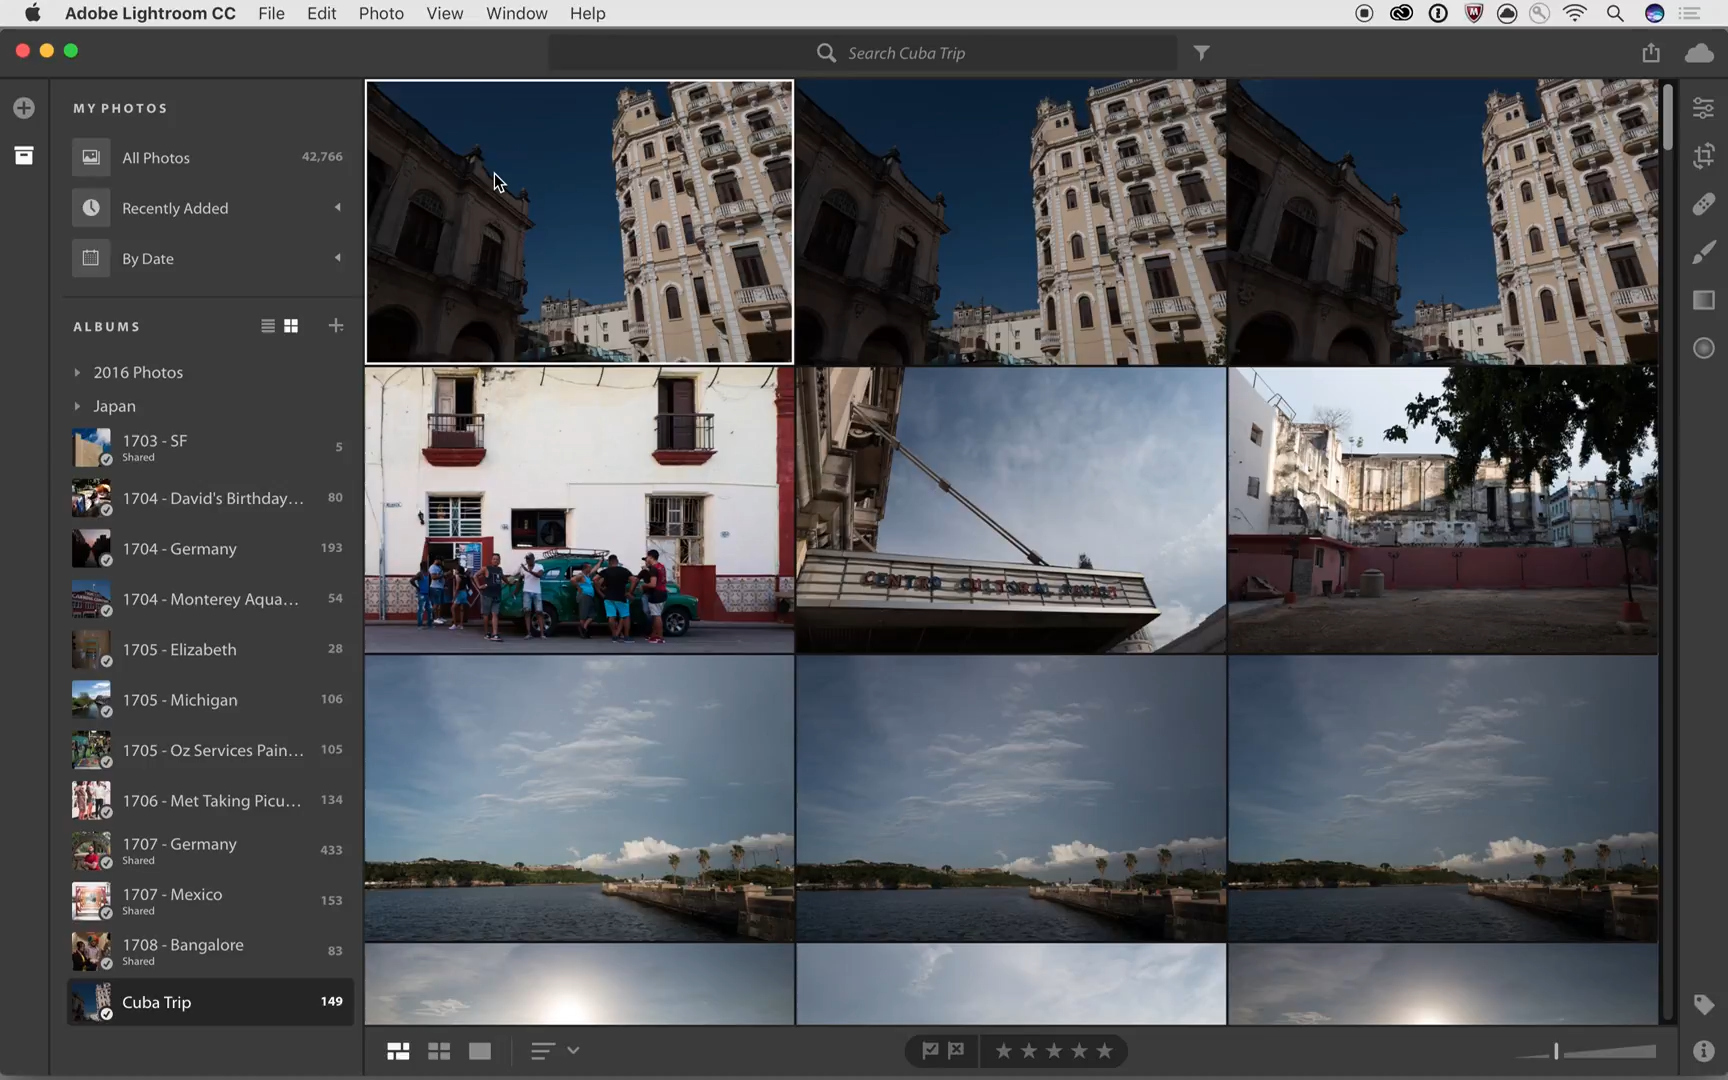 Adobe Lightroom CC File Edit Photo View Window Help
Search Cuba Trip
MY PHOTOS
All Photos 42,766
Recently Added
By Date
ALBUMS
2016 Photos
Japan
1703 - SF 5
Shared
1704 - David's Birthday... 80
1704 - Germany 193
1704 - Monterey Aqua... 54
1705 - Elizabeth 28
1705 - Michigan 106
1705 - Oz Services Pain... 105
1706 - Met Taking Picu... 134
1707 - Germany 433
Shared
1707 - Mexico 153
Shared
1708 - Bangalore 83
Shared
Cuba Trip 149
CENTRO CULTURAL